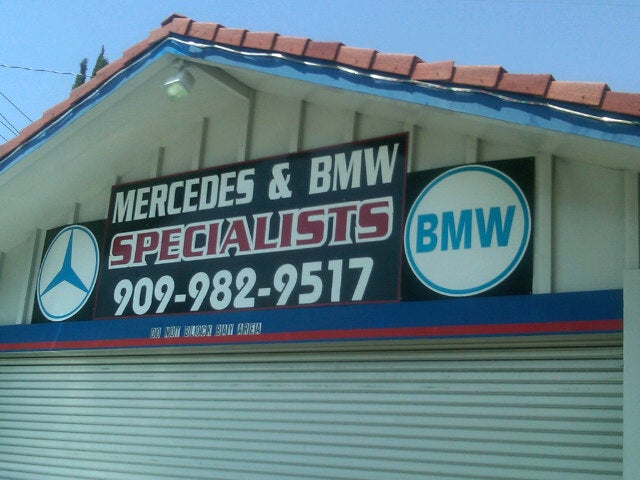 MERCEDES & BMW
SPECIALISTS
909-982-9517
BMW
DO NOT BLOCK BAY AREA